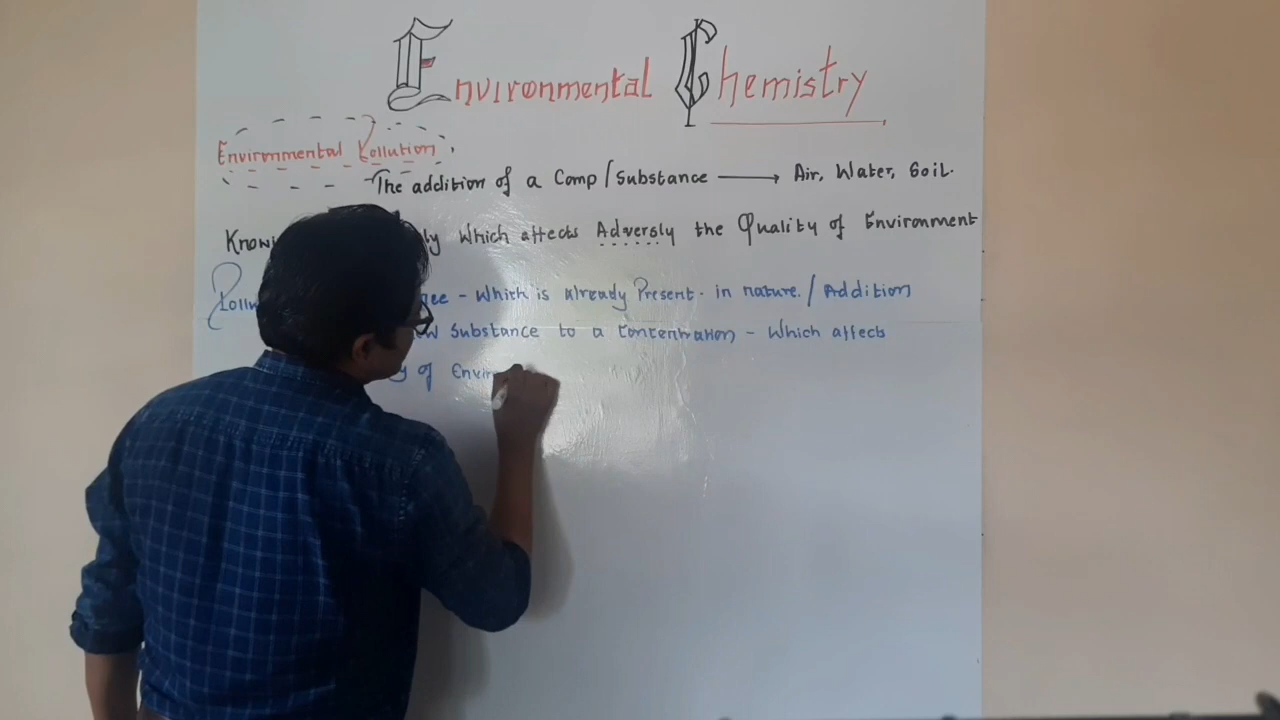 Environmental Chemistry
Environmental Pollution.
The addition of a Comp/Substance → Air, Water, Soil.
which affects Adversly the Quality of Environment
- Which is Already Present. in nature. / Addition
Substance to a Concentration - Which affects
of